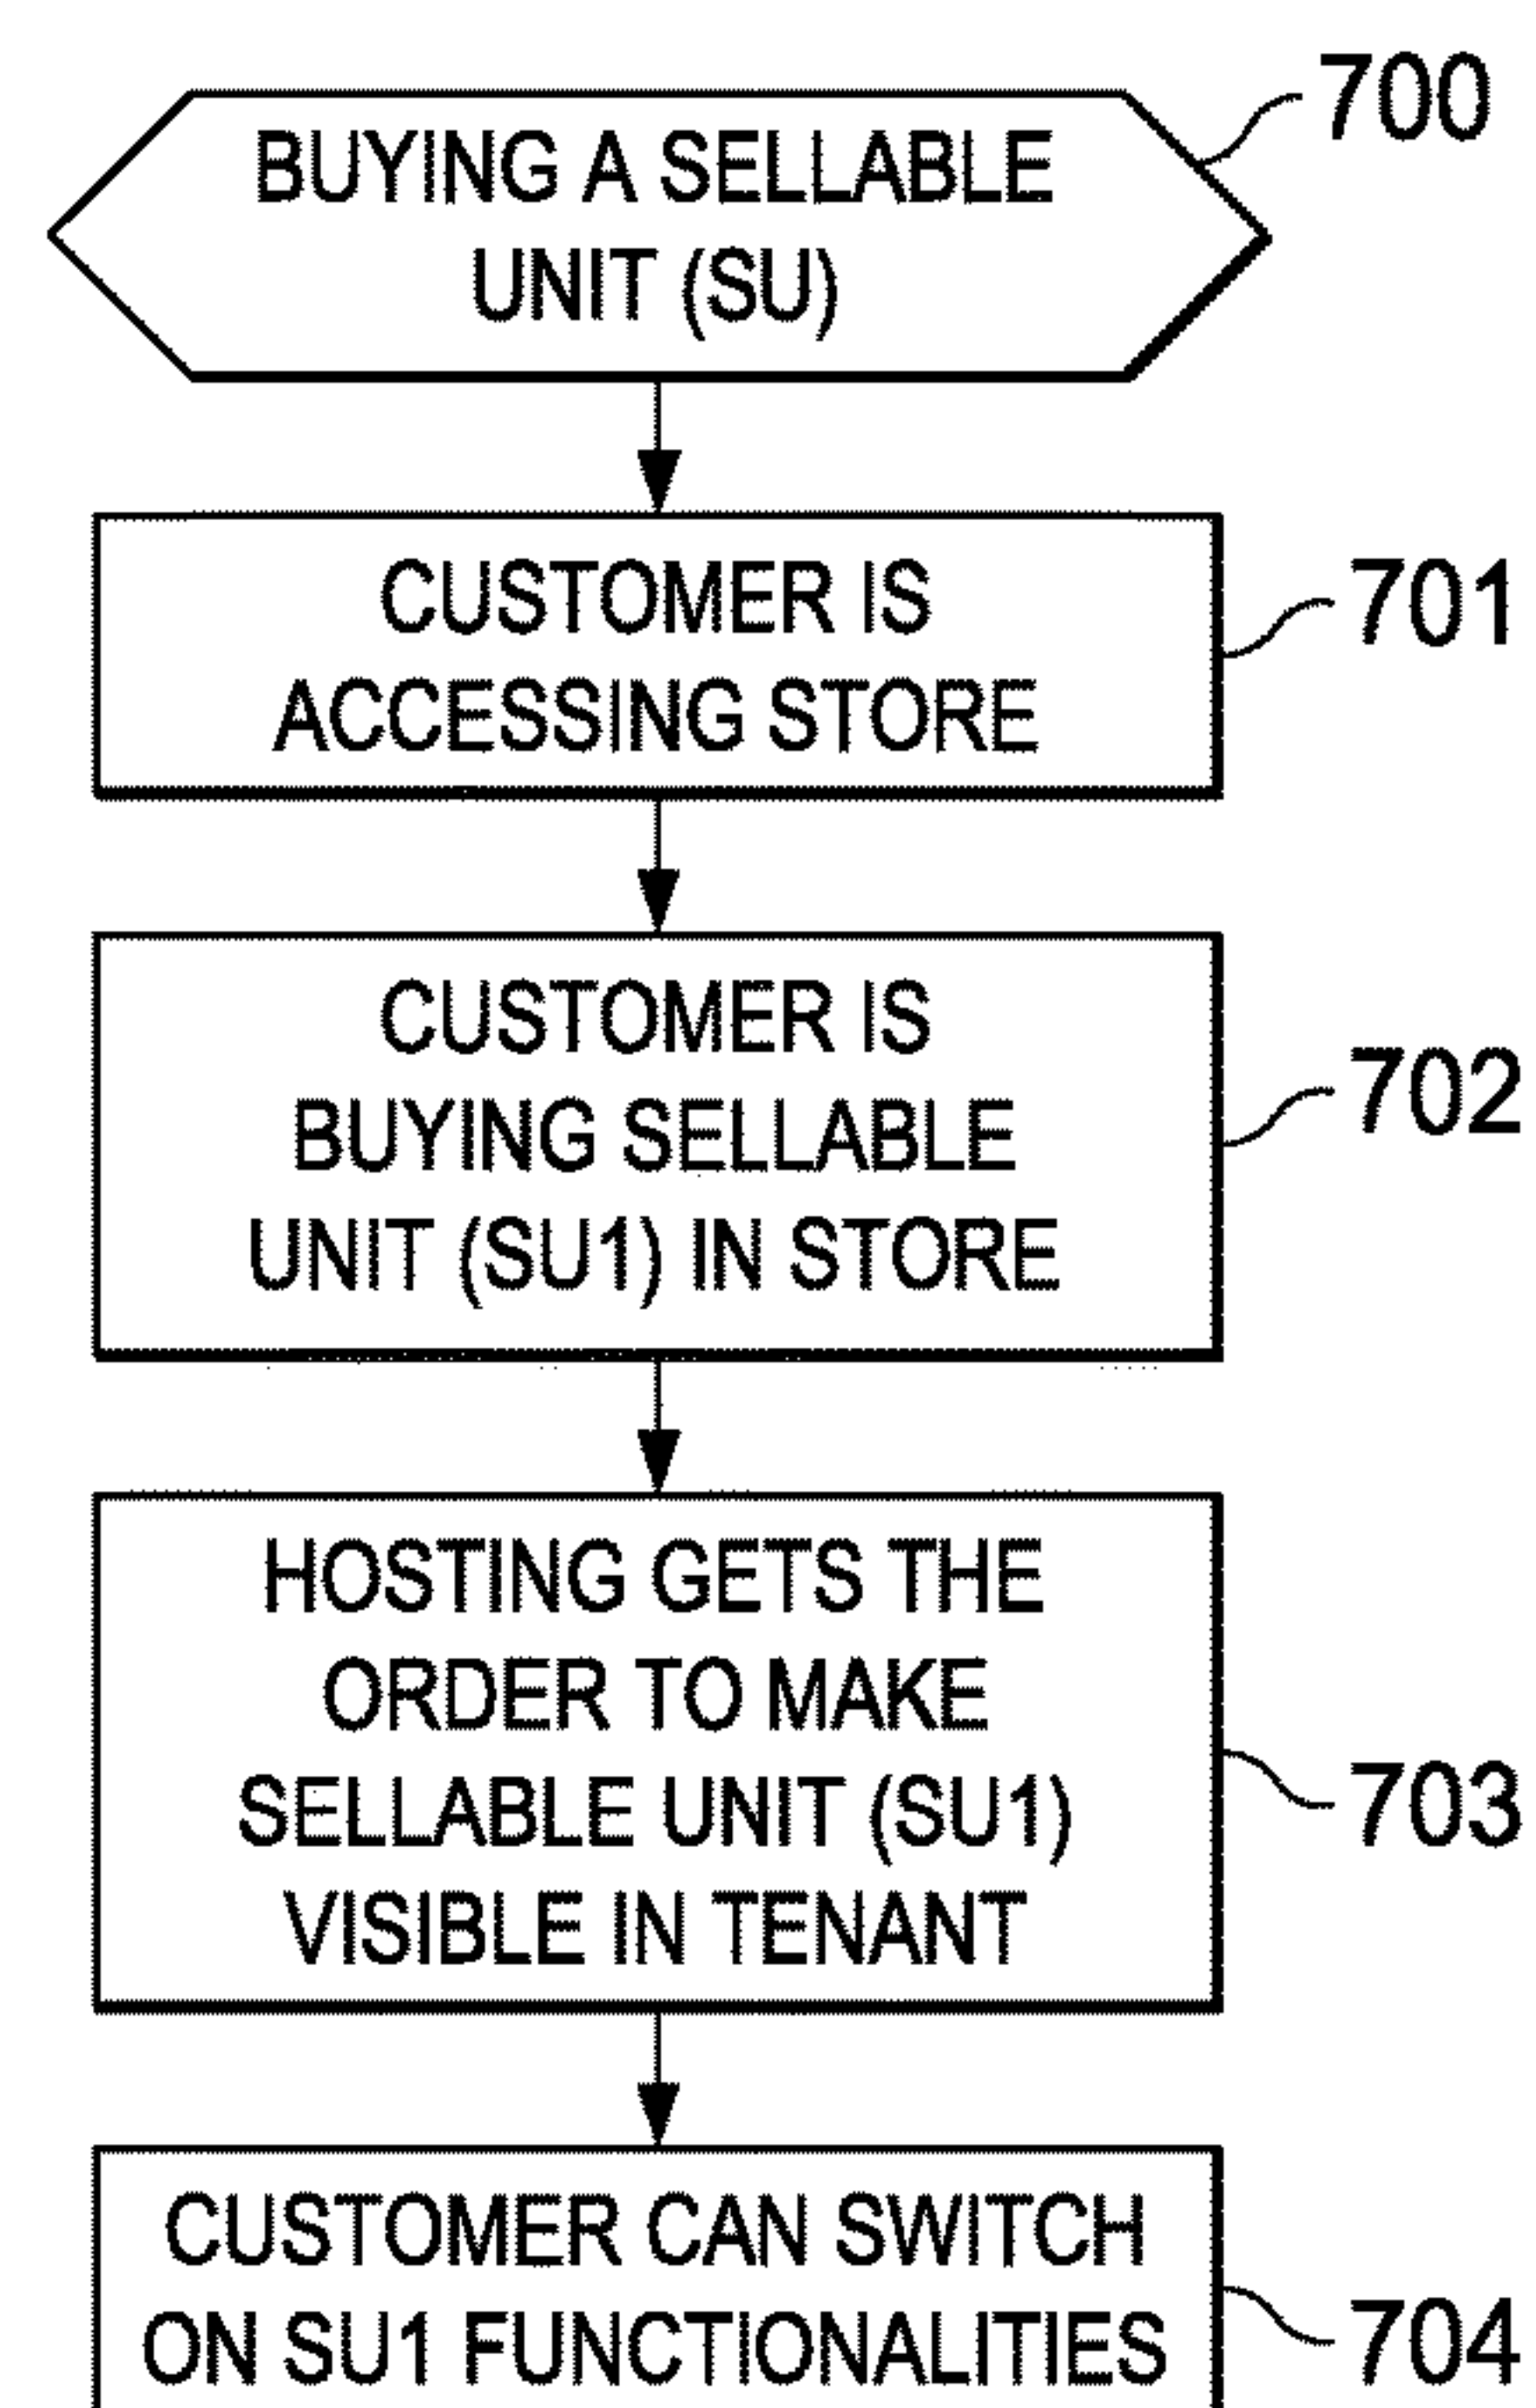 BUYING A SELLABLE
UNIT (SU)
700
CUSTOMER IS
ACCESSING STORE
701
CUSTOMER IS
BUYING SELLABLE
UNIT (SU1) IN STORE
702
HOSTING GETS THE
ORDER TO MAKE
SELLABLE UNIT (SU1)
VISIBLE IN TENANT
703
CUSTOMER CAN SWITCH
ON SU1 FUNCTIONALITIES
704